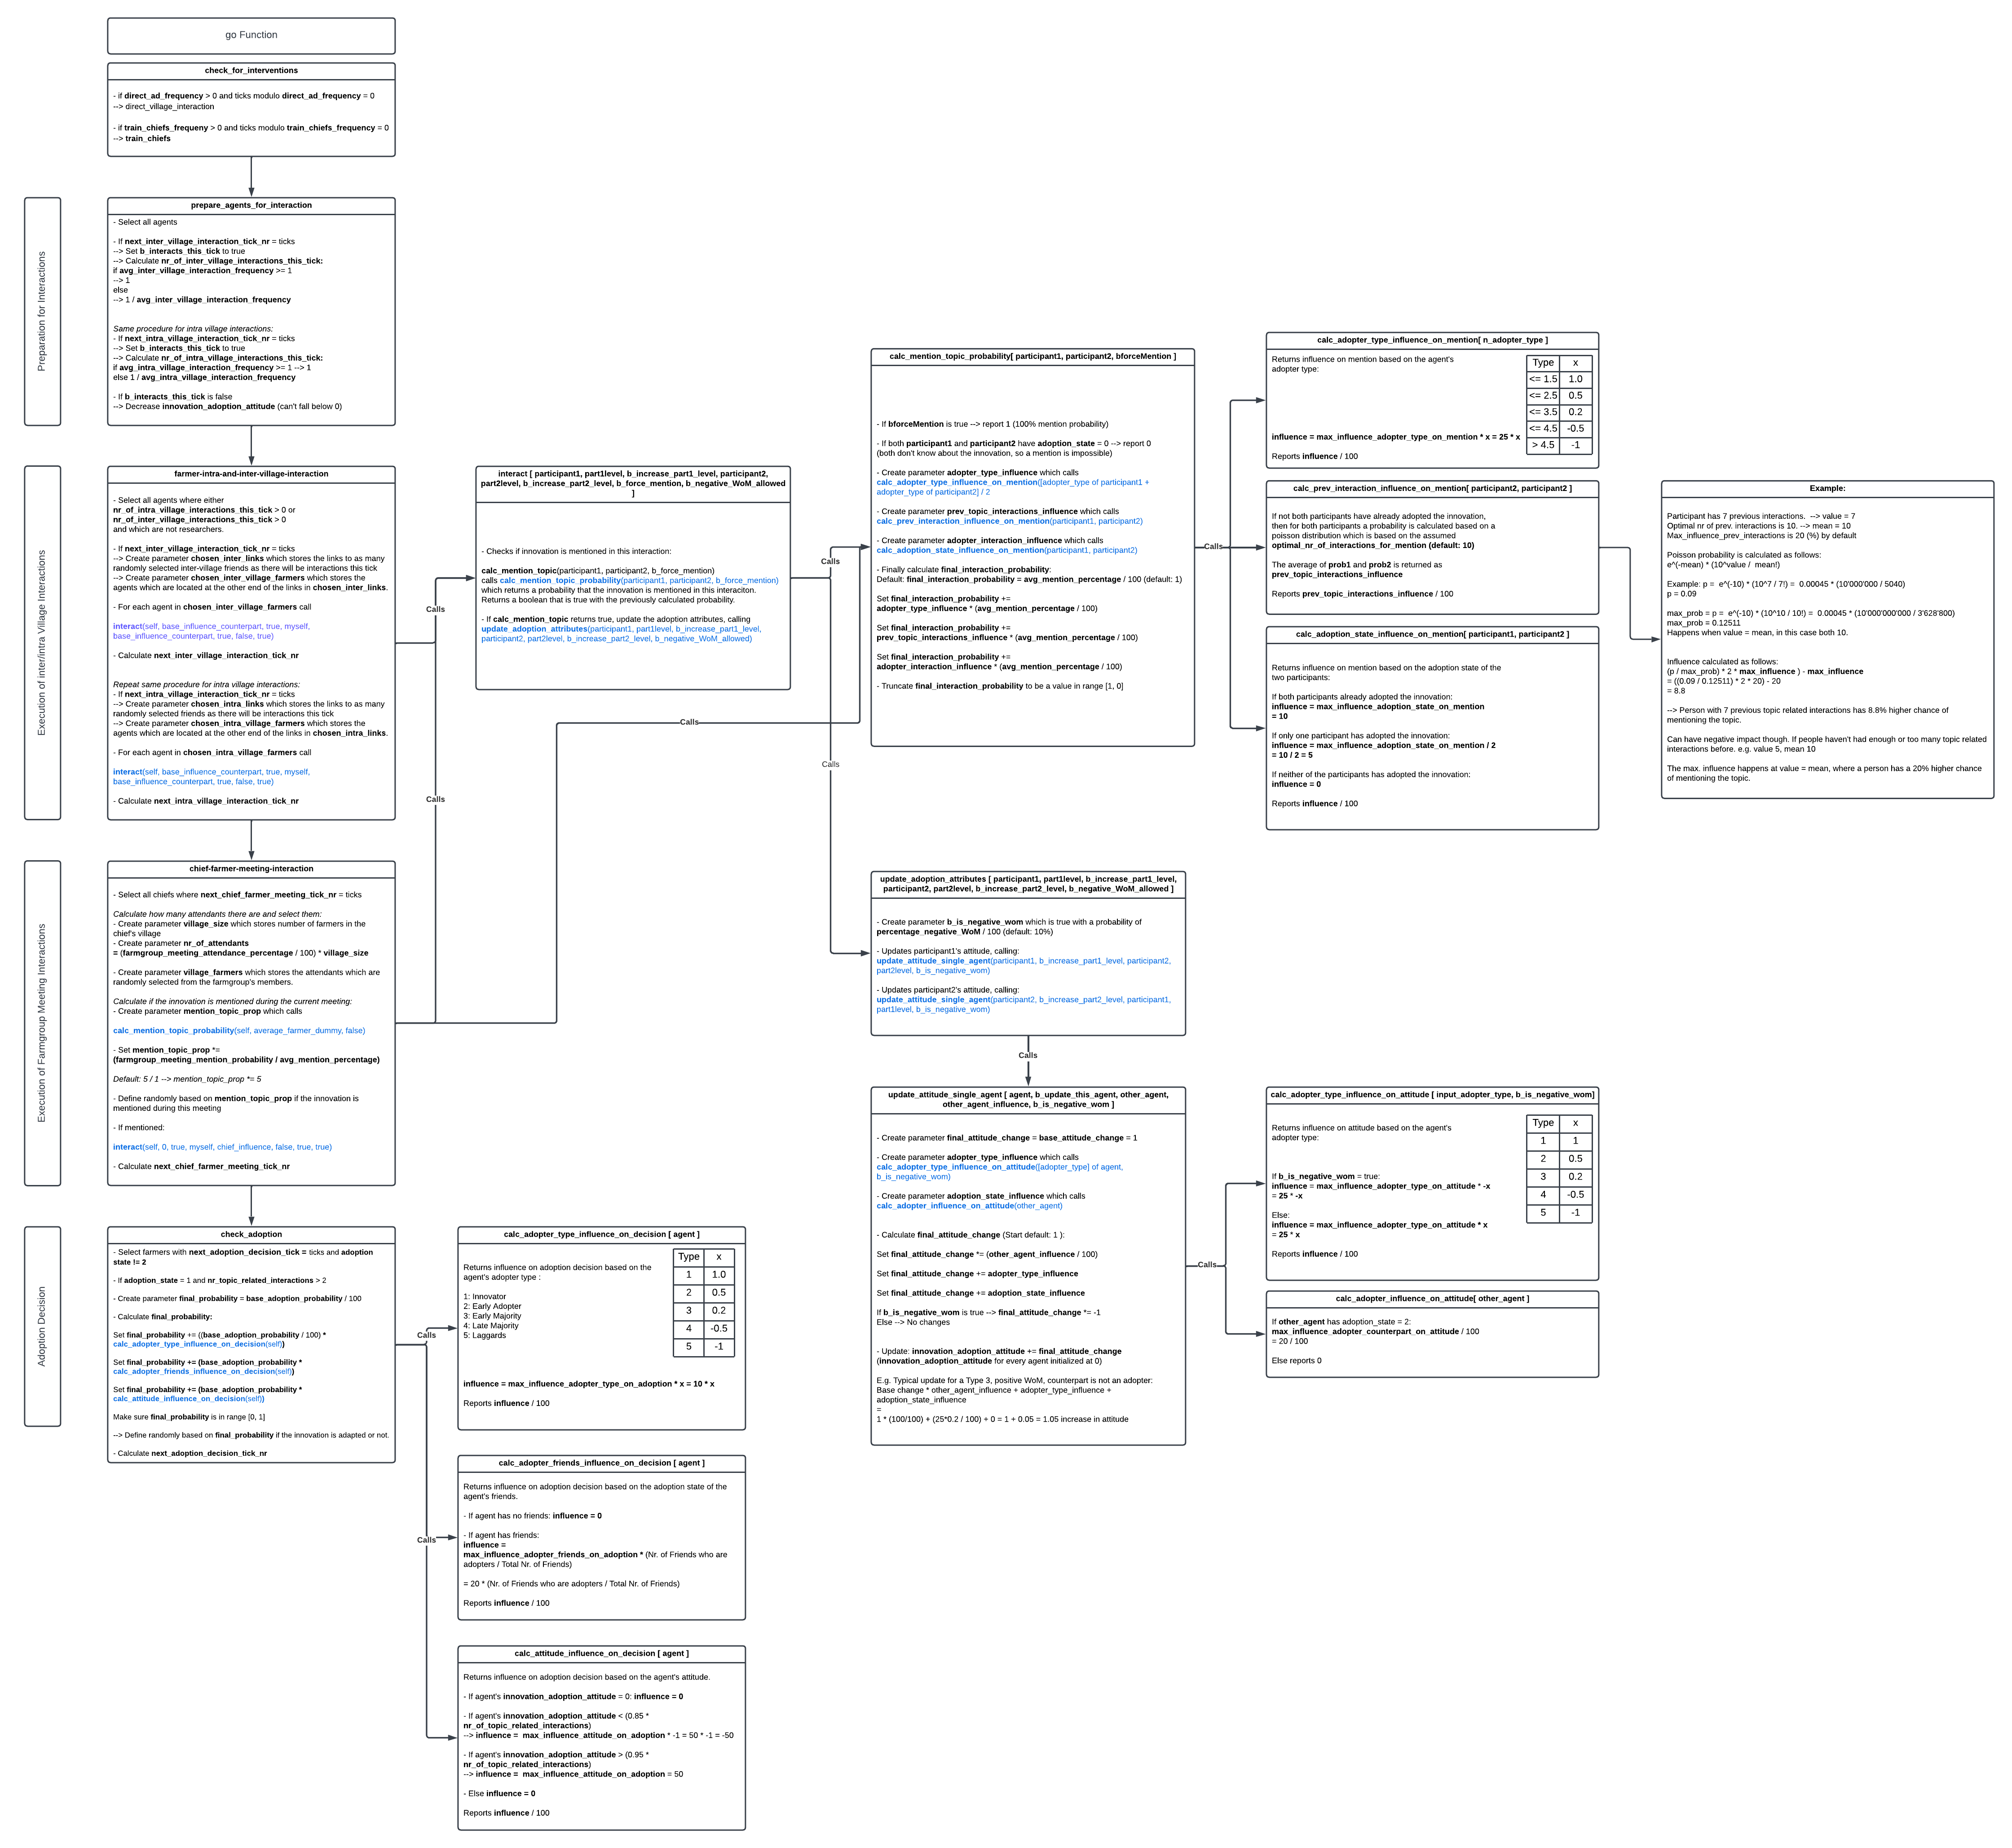 go Function
check_for_interventions
- if direct_ad_frequency > 0 and ticks modulo direct_ad_frequency = 0
--> direct_village_interaction
- if train_chiefs_frequeny > 0 and ticks modulo train_chiefs_frequency = 0
--> train_chiefs
Preparation for Interactions
prepare_agents_for_interaction
- Select all agents
- If next_inter_village_interaction_tick_nr = ticks
--> Set b_interacts_this_tick to true
--> Calculate nr_of_inter_village_interactions_this_tick:
if avg_inter_village_interaction_frequency >= 1
--> 1
else
--> 1 / avg_inter_village_interaction_frequency
Same procedure for intra village interactions:
- If next_intra_village_interaction_tick_nr = ticks
--> Set b_interacts_this_tick to true
--> Calculate nr_of_intra_village_interactions_this_tick:
if avg_intra_village_interaction_frequency >= 1 --> 1
else 1 / avg_intra_village_interaction_frequency
- If b_interacts_this_tick is false
--> Decrease innovation_adoption_attitude (can't fall below 0)
Execution of inter/intra Village Interactions
farmer-intra-and-inter-village-interaction
- Select all agents where either
nr_of_intra_village_interactions_this_tick > 0 or
nr_of_inter_village_interactions_this_tick > 0
and which are not researchers.
- If next_inter_village_interaction_tick_nr = ticks
--> Create parameter chosen_inter_links which stores the links to as many
randomly selected inter-village friends as there will be interactions this tick
--> Create parameter chosen_inter_village_farmers which stores the
agents which are located at the other end of the links in chosen_inter_links.
- For each agent in chosen_inter_village_farmers call
interact(self, base_influence_counterpart, true, myself,
base_influence_counterpart, true, false, true)
- Calculate next_inter_village_interaction_tick_nr
Repeat same procedure for intra village interactions:
- If next_intra_village_interaction_tick_nr = ticks
--> Create parameter chosen_intra_links which stores the links to as many
randomly selected friends as there will be interactions this tick
--> Create parameter chosen_intra_village_farmers which stores the
agents which are located at the other end of the links in chosen_intra_links.
- For each agent in chosen_intra_village_farmers call
interact(self, base_influence_counterpart, true, myself,
base_influence_counterpart, true, false, true)
- Calculate next_intra_village_interaction_tick_nr
Execution of Farmgroup Meeting Interactions
chief-farmer-meeting-interaction
- Select all chiefs where next_chief_farmer_meeting_tick_nr = ticks
Calculate how many attendants there are and select them:
- Create parameter village_size which stores number of farmers in the
chief's village
- Create parameter nr_of_attendants
= (farmgroup_meeting_attendance_percentage / 100) * village_size
- Create parameter village_farmers which stores the attendants which are
randomly selected from the farmgroup's members.
Calculate if the innovation is mentioned during the current meeting:
- Create parameter mention_topic_prop which calls
calc_mention_topic_probability(self, average_farmer_dummy, false)
- Set mention_topic_prop *=
(farmgroup_meeting_mention_probability / avg_mention_percentage)
Default: 5 / 1 --> mention_topic_prop *= 5
- Define randomly based on mention_topic_prop if the innovation is
mentioned during this meeting
- If mentioned:
interact(self, 0, true, myself, chief_influence, false, true, true)
- Calculate next_chief_farmer_meeting_tick_nr
Adoption Decision
check_adoption
- Select farmers with next_adoption_decision_tick = ticks and adoption
state != 2
- If adoption_state = 1 and nr_topic_related_interactions > 2
- Create parameter final_probability = base_adoption_probability / 100
- Calculate final_probability:
Set final_probability += ((base_adoption_probability / 100) *
calc_adopter_type_influence_on_decision(self))
Set final_probability += (base_adoption_probability *
calc_adopter_friends_influence_on_decision(self))
Set final_probability += (base_adoption_probability *
calc_attitude_influence_on_decision(self))
Make sure final_probability is in range [0, 1]
--> Define randomly based on final_probability if the innovation is adapted or not.
- Calculate next_adoption_decision_tick_nr
Calls
Calls
Calls
Calls
Calls
interact [ participant1, part1level, b_increase_part1_level, participant2,
part2level, b_increase_part2_level, b_force_mention, b_negative_WoM_allowed
]
- Checks if innovation is mentioned in this interaction:
calc_mention_topic(participant1, participant2, b_force_mention)
calls calc_mention_topic_probability(participant1, participant2, b_force_mention)
which returns a probability that the innovation is mentioned in this interaciton.
Returns a boolean that is true with the previously calculated probability.
- If calc_mention_topic returns true, update the adoption attributes, calling
update_adoption_attributes(participant1, part1level, b_increase_part1_level,
participant2, part2level, b_increase_part2_level, b_negative_WoM_allowed)
Calls
Calls
calc_adopter_type_influence_on_decision [ agent ]
Returns influence on adoption decision based on the
agent's adopter type :
1: Innovator
2: Early Adopter
3: Early Majority
4: Late Majority
5: Laggards
Type x
1 1.0
2 0.5
3 0.2
4 -0.5
5 -1
influence = max_influence_adopter_type_on_adoption * x = 10 * x
Reports influence / 100
calc_adopter_friends_influence_on_decision [ agent ]
Returns influence on adoption decision based on the adoption state of the
agent's friends.
- If agent has no friends: influence = 0
- If agent has friends:
influence =
max_influence_adopter_friends_on_adoption * (Nr. of Friends who are
adopters / Total Nr. of Friends)
= 20 * (Nr. of Friends who are adopters / Total Nr. of Friends)
Reports influence / 100
calc_attitude_influence_on_decision [ agent ]
Returns influence on adoption decision based on the agent's attitude.
- If agent's innovation_adoption_attitude = 0: influence = 0
- If agent's innovation_adoption_attitude < (0.85 *
nr_of_topic_related_interactions)
--> influence =  max_influence_attitude_on_adoption * -1 = 50 * -1 = -50
- If agent's innovation_adoption_attitude > (0.95 *
nr_of_topic_related_interactions)
--> influence =  max_influence_attitude_on_adoption = 50
- Else influence = 0
Reports influence / 100
calc_mention_topic_probability[ participant1, participant2, bforceMention ]
- If bforceMention is true --> report 1 (100% mention probability)
- If both participant1 and participant2 have adoption_state = 0 --> report 0
(both don't know about the innovation, so a mention is impossible)
- Create parameter adopter_type_influence which calls
calc_adopter_type_influence_on_mention([adopter_type of participant1 +
adopter_type of participant2] / 2
- Create parameter prev_topic_interactions_influence which calls
calc_prev_interaction_influence_on_mention(participant1, participant2)
- Create parameter adopter_interaction_influence which calls
calc_adoption_state_influence_on_mention(participant1, participant2)
- Finally calculate final_interaction_probability:
Default: final_interaction_probability = avg_mention_percentage / 100 (default: 1)
Set final_interaction_probability +=
adopter_type_influence * (avg_mention_percentage / 100)
Set final_interaction_probability +=
prev_topic_interactions_influence * (avg_mention_percentage / 100)
Set final_interaction_probability +=
adopter_interaction_influence * (avg_mention_percentage / 100)
- Truncate final_interaction_probability to be a value in range [1, 0]
Calls
update_adoption_attributes [ participant1, part1level, b_increase_part1_level,
participant2, part2level, b_increase_part2_level, b_negative_WoM_allowed ]
- Create parameter b_is_negative_wom which is true with a probability of
percentage_negative_WoM / 100 (default: 10%)
- Updates participant1's attitude, calling:
update_attitude_single_agent(participant1, b_increase_part1_level, participant2,
part2level, b_is_negative_wom)
- Updates participant2's attitude, calling:
update_attitude_single_agent(participant2, b_increase_part2_level, participant1,
part1level, b_is_negative_wom)
Calls
update_attitude_single_agent [ agent, b_update_this_agent, other_agent,
other_agent_influence, b_is_negative_wom ]
- Create parameter final_attitude_change = base_attitude_change = 1
- Create parameter adopter_type_influence which calls
calc_adopter_type_influence_on_attitude([adopter_type] of agent,
b_is_negative_wom)
- Create parameter adoption_state_influence which calls
calc_adopter_influence_on_attitude(other_agent)
- Calculate final_attitude_change (Start default: 1 ):
Set final_attitude_change *= (other_agent_influence / 100)
Set final_attitude_change += adopter_type_influence
Set final_attitude_change += adoption_state_influence
If b_is_negative_wom is true --> final_attitude_change *= -1
Else --> No changes
- Update: innovation_adoption_attitude += final_attitude_change
(innovation_adoption_attitude for every agent initialized at 0)
E.g. Typical update for a Type 3, positive WoM, counterpart is not an adopter:
Base change * other_agent_influence + adopter_type_influence +
adoption_state_influence
=
1 * (100/100) + (25*0.2 / 100) + 0 = 1 + 0.05 = 1.05 increase in attitude
Calls
calc_adopter_type_influence_on_mention[ n_adopter_type ]
Returns influence on mention based on the agent's
adopter type:
Type x
<= 1.5 1.0
<= 2.5 0.5
<= 3.5 0.2
<= 4.5 -0.5
> 4.5 -1
influence = max_influence_adopter_type_on_mention * x = 25 * x
Reports influence / 100
calc_prev_interaction_influence_on_mention[ participant2, participant2 ]
If not both participants have already adopted the innovation,
then for both participants a probability is calculated based on a
poisson distribution which is based on the assumed
optimal_nr_of_interactions_for_mention (default: 10)
The average of prob1 and prob2 is returned as
prev_topic_interactions_influence
Reports prev_topic_interactions_influence / 100
calc_adoption_state_influence_on_mention[ participant1, participant2 ]
Returns influence on mention based on the adoption state of the
two participants:
If both participants already adopted the innovation:
influence = max_influence_adoption_state_on_mention
= 10
If only one participant has adopted the innovation:
influence = max_influence_adoption_state_on_mention / 2
= 10 / 2 = 5
If neither of the participants has adopted the innovation:
influence = 0
Reports influence / 100
Example:
Participant has 7 previous interactions.  --> value = 7
Optimal nr of prev. interactions is 10. --> mean = 10
Max_influence_prev_interactions is 20 (%) by default
Poisson probability is calculated as follows:
e^(-mean) * (10^value /  mean!)
Example: p =  e^(-10) * (10^7 / 7!) =  0.00045 * (10'000'000 / 5040)
p = 0.09
max_prob = p =  e^(-10) * (10^10 / 10!) =  0.00045 * (10'000'000'000 / 3'628'800)
max_prob = 0.12511
Happens when value = mean, in this case both 10.
Influence calculated as follows:
(p / max_prob) * 2 * max_influence ) - max_influence
= ((0.09 / 0.12511) * 2 * 20) - 20
= 8.8
--> Person with 7 previous topic related interactions has 8.8% higher chance of
mentioning the topic.
Can have negative impact though. If people haven't had enough or too many topic related
interactions before. e.g. value 5, mean 10
The max. influence happens at value = mean, where a person has a 20% higher chance
of mentioning the topic.
calc_adopter_type_influence_on_attitude [ input_adopter_type, b_is_negative_wom]
Returns influence on attitude based on the agent's
adopter type:
Type x
1 1
2 0.5
3 0.2
4 -0.5
5 -1
If b_is_negative_wom = true:
influence = max_influence_adopter_type_on_attitude * -x
= 25 * -x
Else:
influence = max_influence_adopter_type_on_attitude * x
= 25 * x
Reports influence / 100
calc_adopter_influence_on_attitude[ other_agent ]
If other_agent has adoption_state = 2:
max_influence_adopter_counterpart_on_attitude / 100
= 20 / 100
Else reports 0